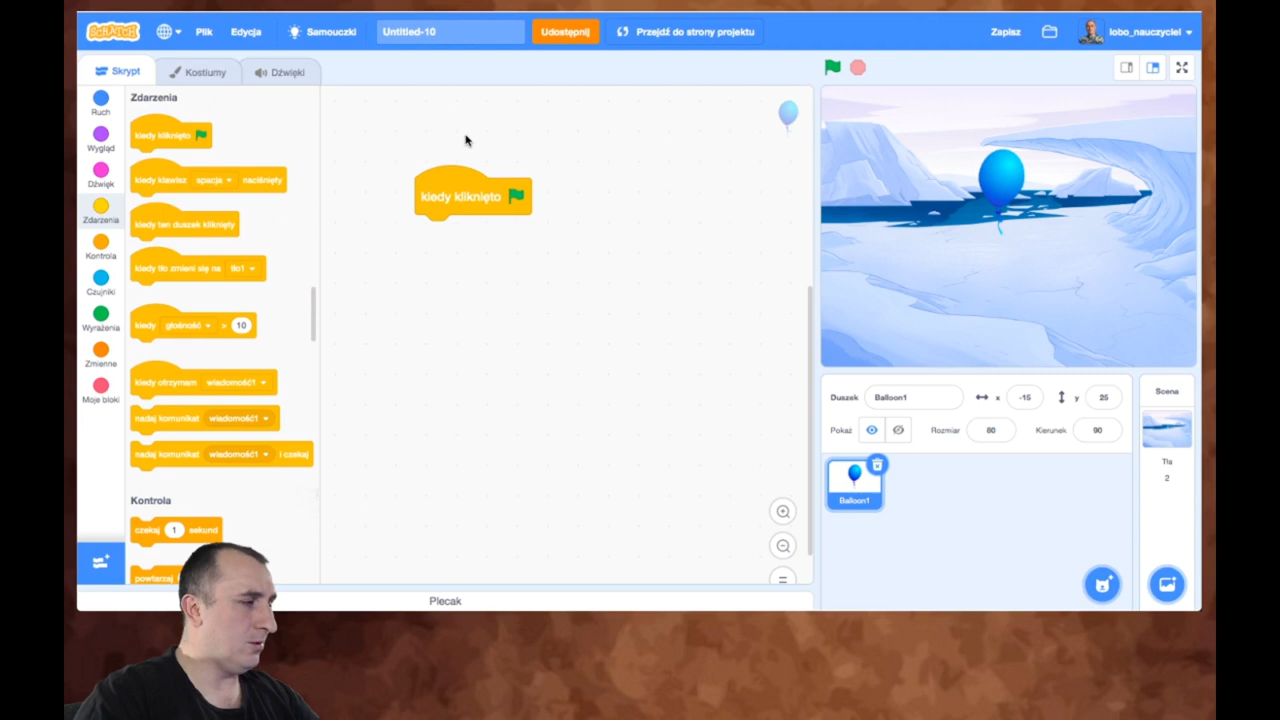 SCRATCH
Plik
Edycja
Samouczki
Untitled-10
Udostępnij
Przejdź do strony projektu
Zapisz
lobo_nauczyciel
Skrypt
Kostiumy
Dźwięki
Ruch
Wygląd
Dźwięk
Zdarzenia
Kontrola
Czujniki
Wyrażenia
Zmienne
Moje bloki
Zdarzenia
kiedy kliknięto
kiedy klawisz spacja naciśnięty
kiedy ten duszek kliknięty
kiedy tło zmieni się na tło1
kiedy głośność > 10
kiedy otrzymam wiadomość1
nadaj komunikat wiadomość1
nadaj komunikat wiadomość1 i czekaj
Kontrola
czekaj 1 sekund
powtarzaj
kiedy kliknięto
Plecak
Duszek Balloon1 x -15 y 25
Pokaż Rozmiar 80 Kierunek 90
Balloon1
Scena
Tła
2